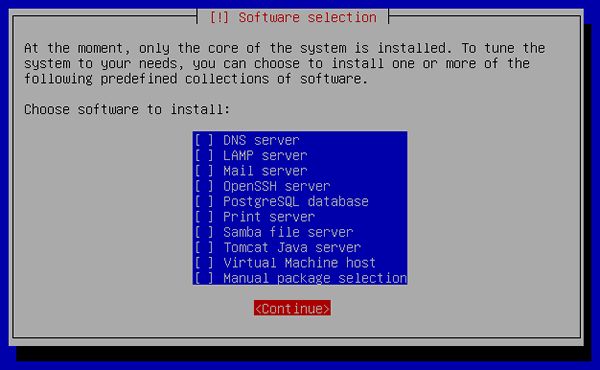 [!] Software selection
At the moment, only the core of the system is installed. To tune the
system to your needs, you can choose to install one or more of the
following predefined collections of software.
Choose software to install:
[ ] DNS server
[ ] LAMP server
[ ] Mail server
[ ] OpenSSH server
[ ] PostgreSQL database
[ ] Print server
[ ] Samba file server
[ ] Tomcat Java server
[ ] Virtual Machine host
[ ] Manual package selection
<Continue>